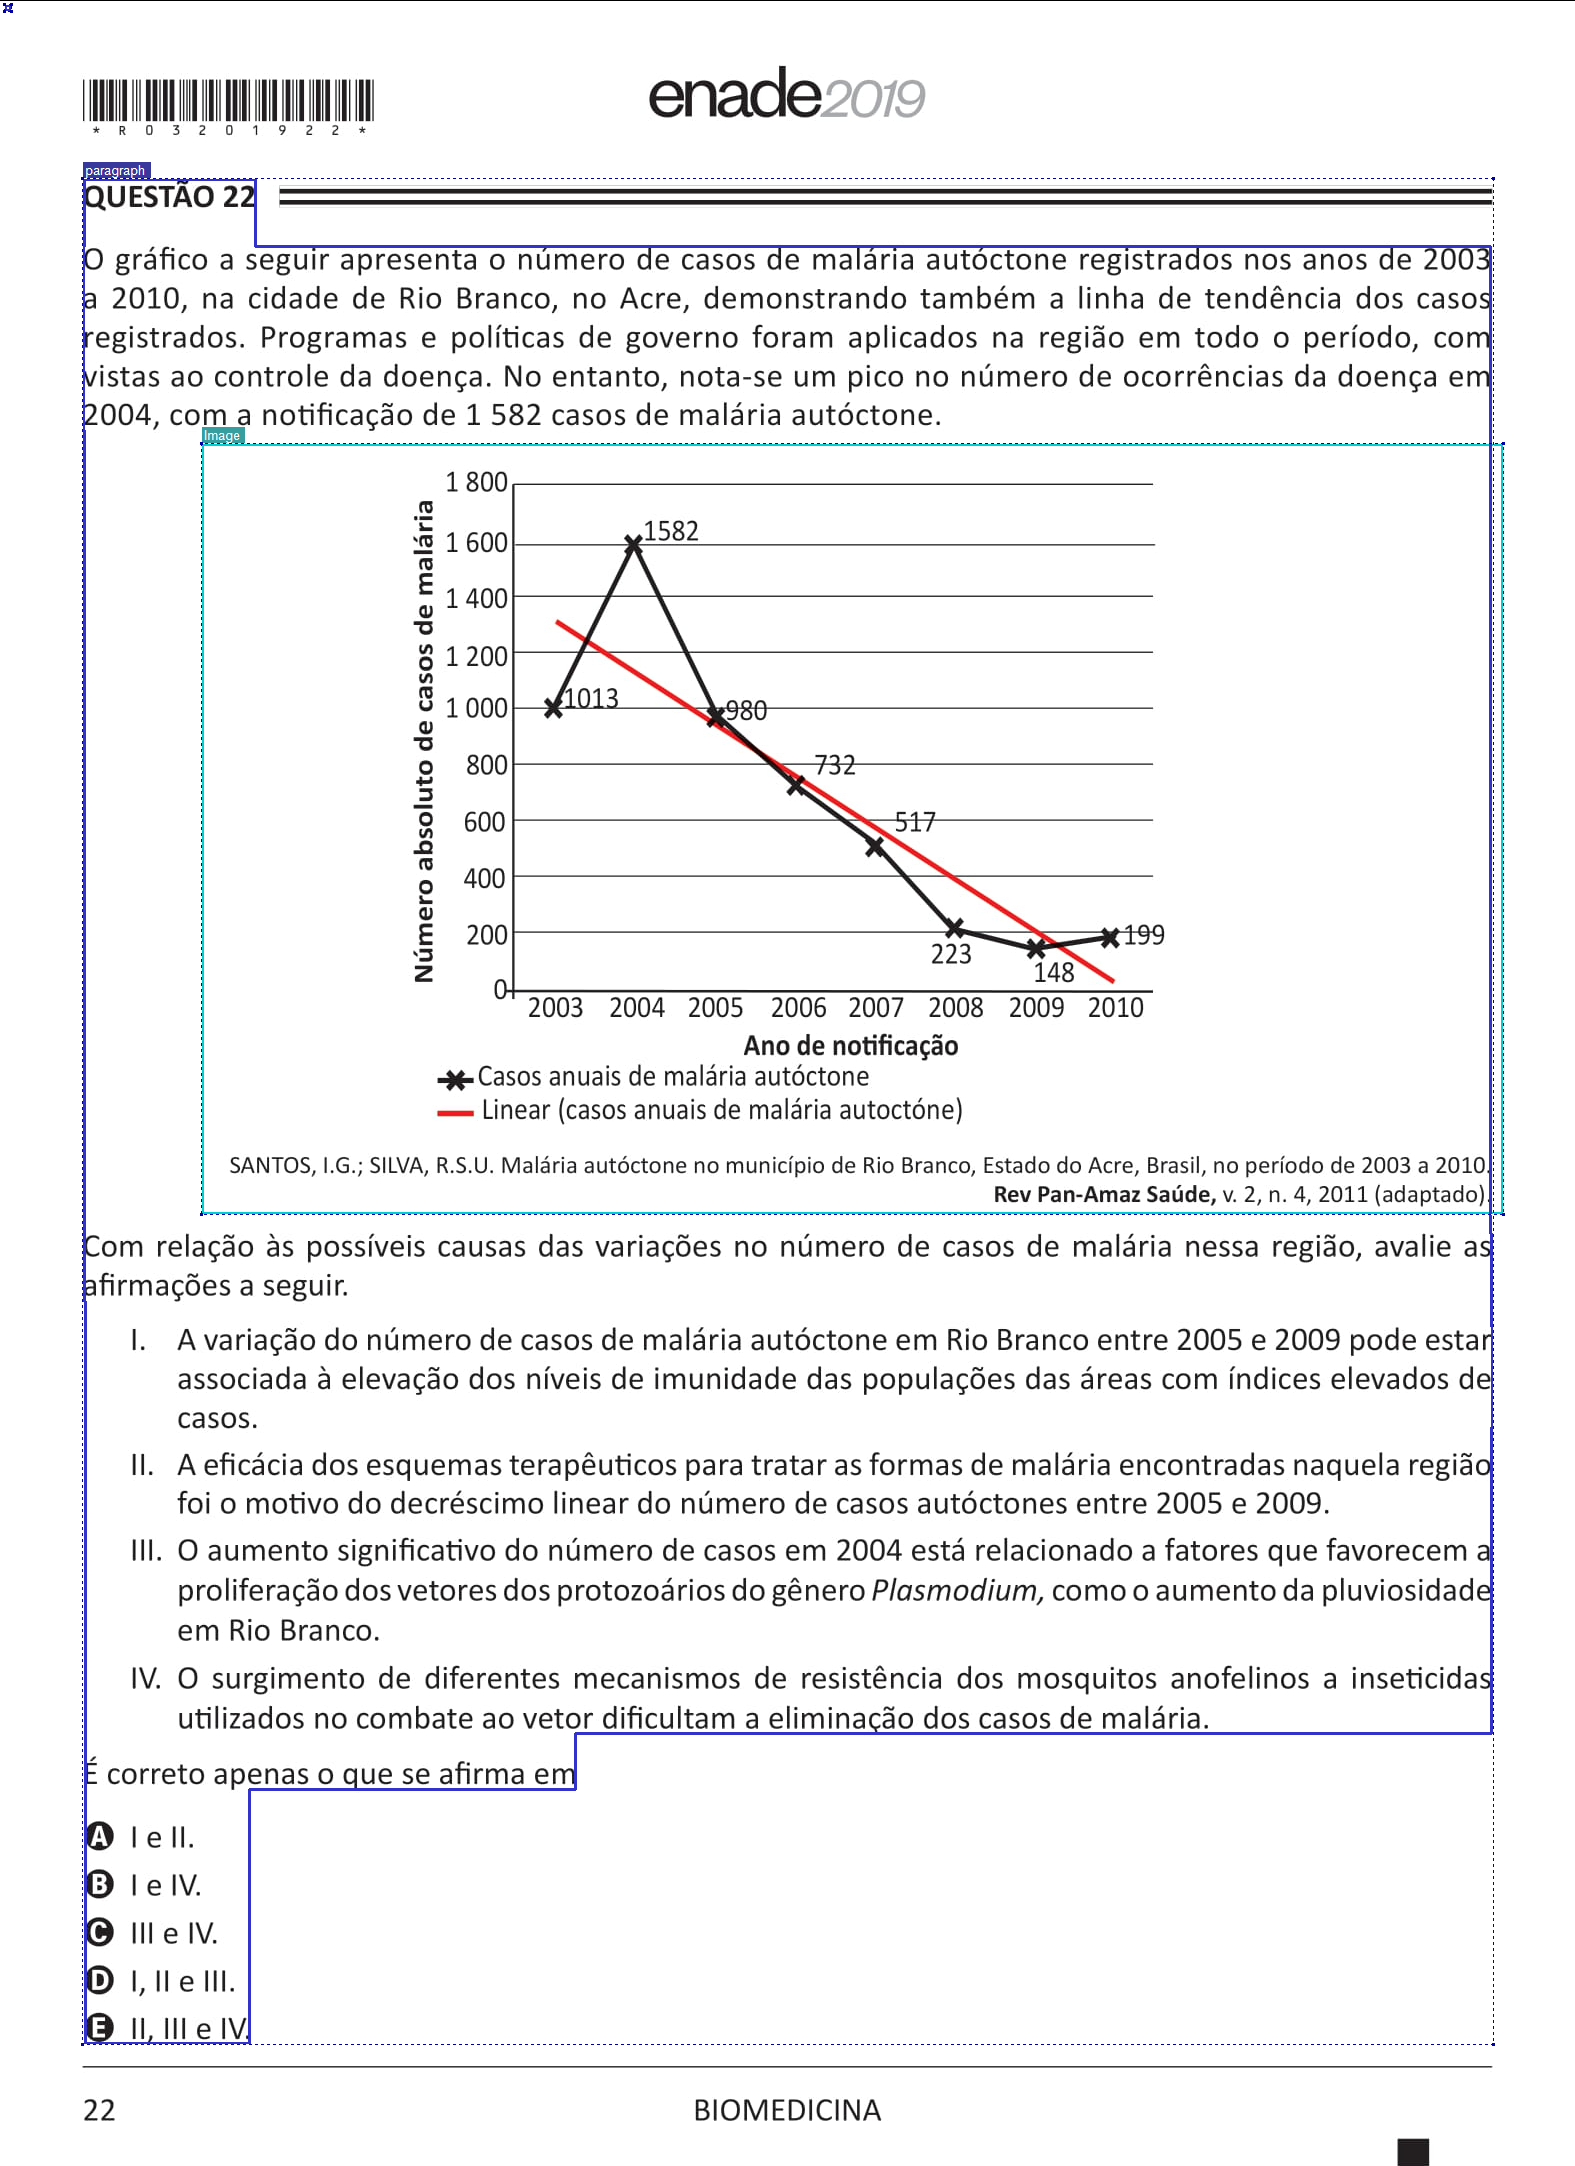 enade2019
*R03201922*
paragraph
QUESTÃO 22
O gráfico a seguir apresenta o número de casos de malária autóctone registrados nos anos de 2003
a 2010, na cidade de Rio Branco, no Acre, demonstrando também a linha de tendência dos casos
registrados. Programas e políticas de governo foram aplicados na região em todo o período, com
vistas ao controle da doença. No entanto, nota-se um pico no número de ocorrências da doença em
2004, com a notificação de 1 582 casos de malária autóctone.
Image
Número absoluto de casos de malária
1 800
1 600
1 400
1 200
1 000
800
600
400
200
0
1013
1582
980
732
517
223
148
199
2003 2004 2005 2006 2007 2008 2009 2010
Ano de notificação
Casos anuais de malária autóctone
Linear (casos anuais de malária autoctóne)
SANTOS, I.G.; SILVA, R.S.U. Malária autóctone no município de Rio Branco, Estado do Acre, Brasil, no período de 2003 a 2010.
Rev Pan-Amaz Saúde, v. 2, n. 4, 2011 (adaptado).
Com relação às possíveis causas das variações no número de casos de malária nessa região, avalie as
afirmações a seguir.
I. A variação do número de casos de malária autóctone em Rio Branco entre 2005 e 2009 pode estar
associada à elevação dos níveis de imunidade das populações das áreas com índices elevados de
casos.
II. A eficácia dos esquemas terapêuticos para tratar as formas de malária encontradas naquela região
foi o motivo do decréscimo linear do número de casos autóctones entre 2005 e 2009.
III. O aumento significativo do número de casos em 2004 está relacionado a fatores que favorecem a
proliferação dos vetores dos protozoários do gênero Plasmodium, como o aumento da pluviosidade
em Rio Branco.
IV. O surgimento de diferentes mecanismos de resistência dos mosquitos anofelinos a inseticidas
utilizados no combate ao vetor dificultam a eliminação dos casos de malária.
É correto apenas o que se afirma em
A I e II.
B I e IV.
C III e IV.
D I, II e III.
E II, III e IV.
22
BIOMEDICINA